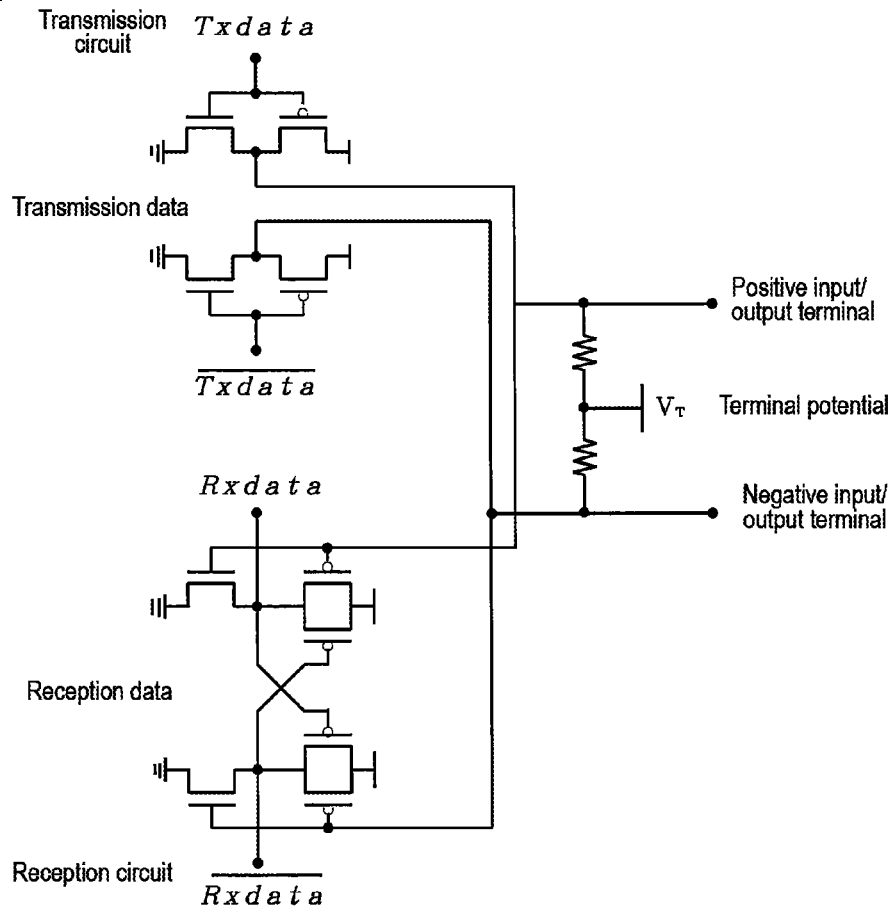 Transmission
circuit
Txdata
Transmission data
Txdata
Positive input/
output terminal
VT Terminal potential
Negative input/
output terminal
Rxdata
Reception data
Reception circuit
Rxdata